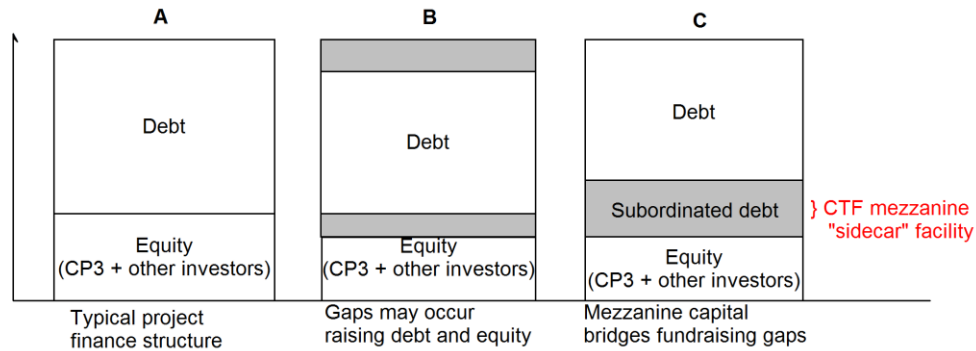 A
B
C
Debt
Debt
Debt
Subordinated debt
} CTF mezzanine
"sidecar" facility
Equity
(CP3 + other investors)
Equity
(CP3 + other investors)
Equity
(CP3 + other investors)
Typical project
finance structure
Gaps may occur
raising debt and equity
Mezzanine capital
bridges fundraising gaps